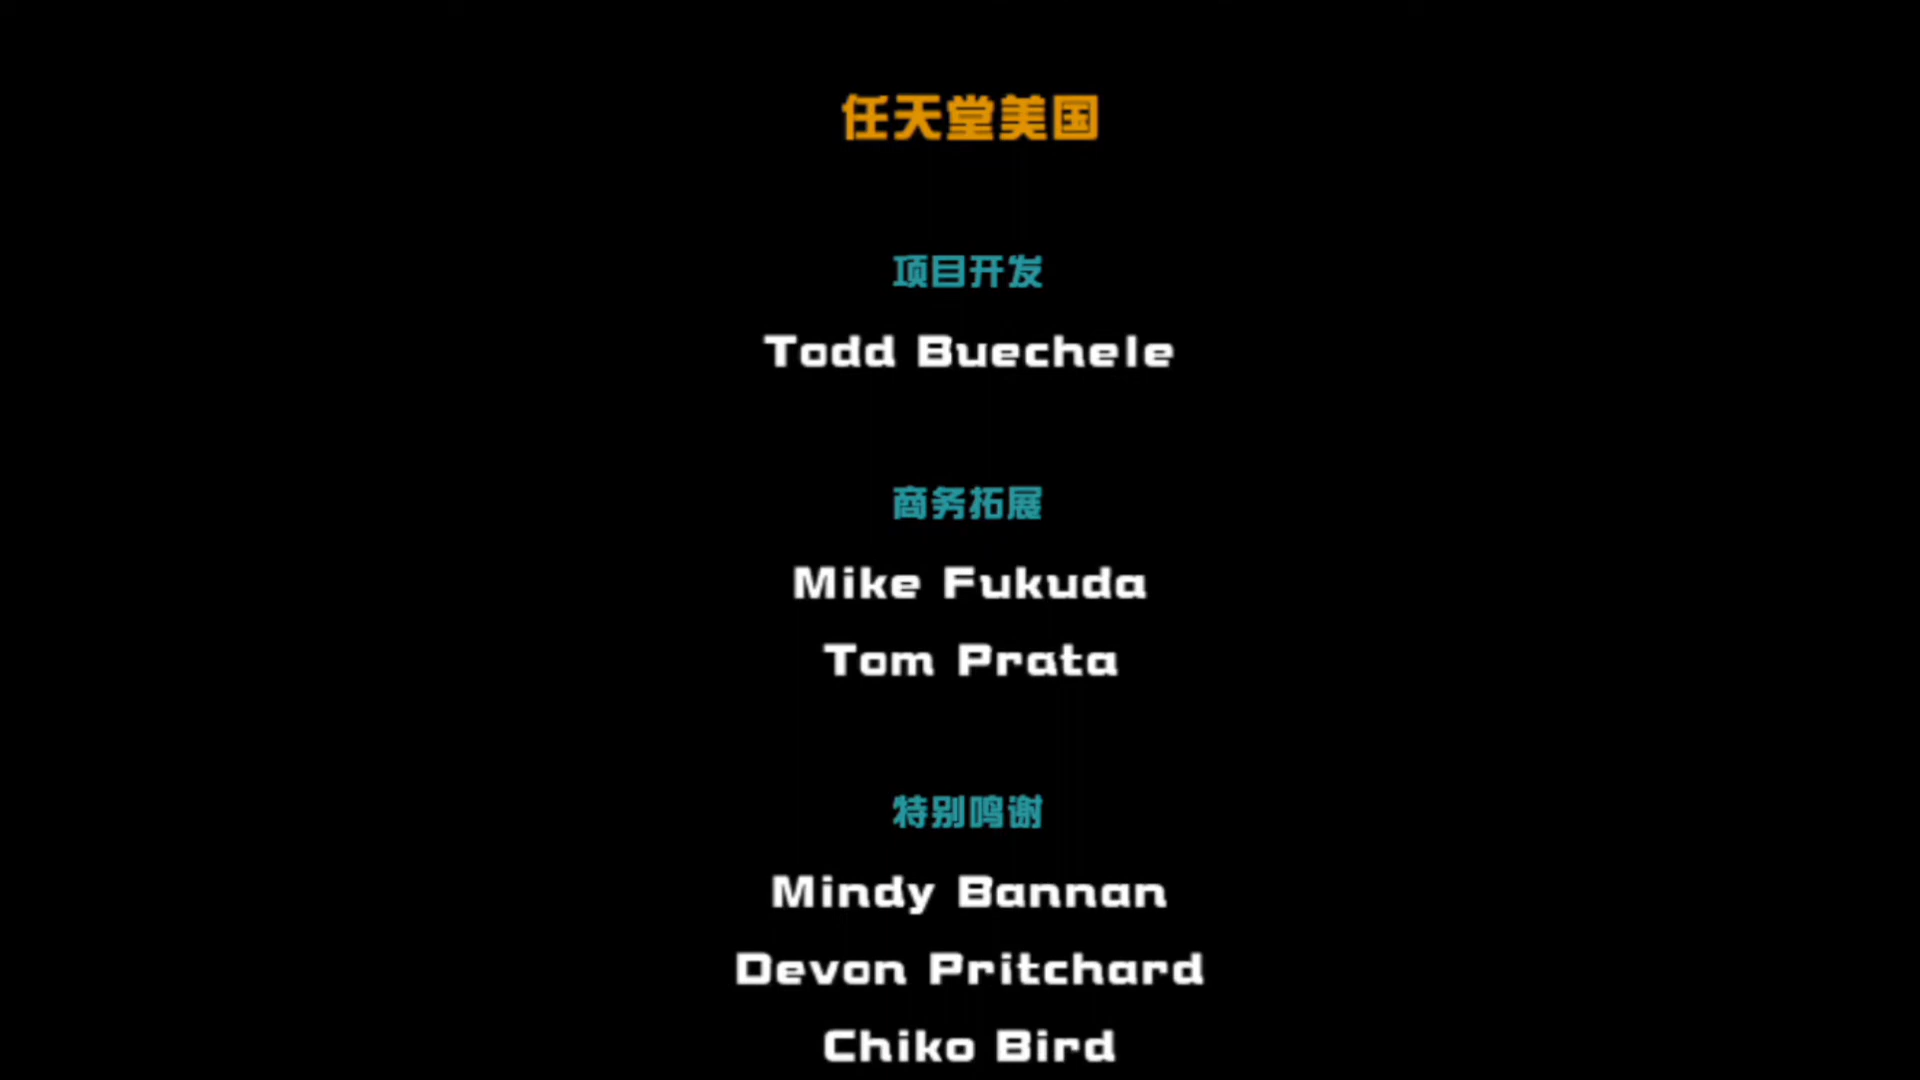 任天堂美国
项目开发
Todd Buechele
商务拓展
Mike Fukuda
Tom Prata
特别鸣谢
Mindy Bannan
Devon Pritchard
Chiko Bird